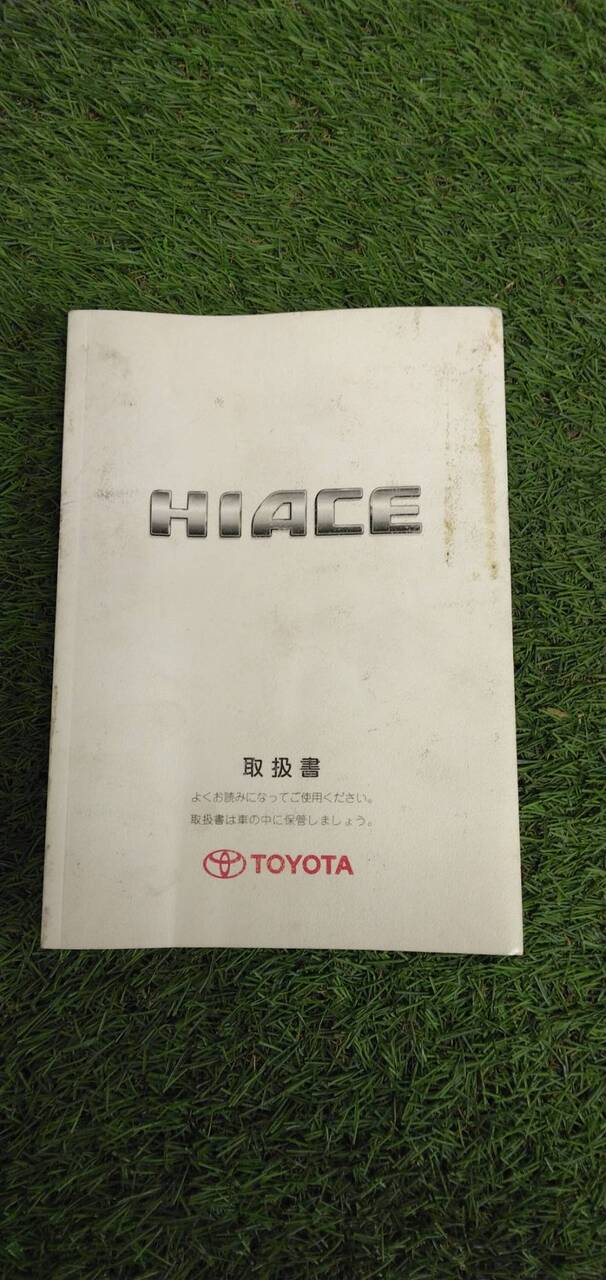 HIACE
取扱書
よくお読みになってご使用ください。
取扱書は車の中に保管しましょう。
TOYOTA